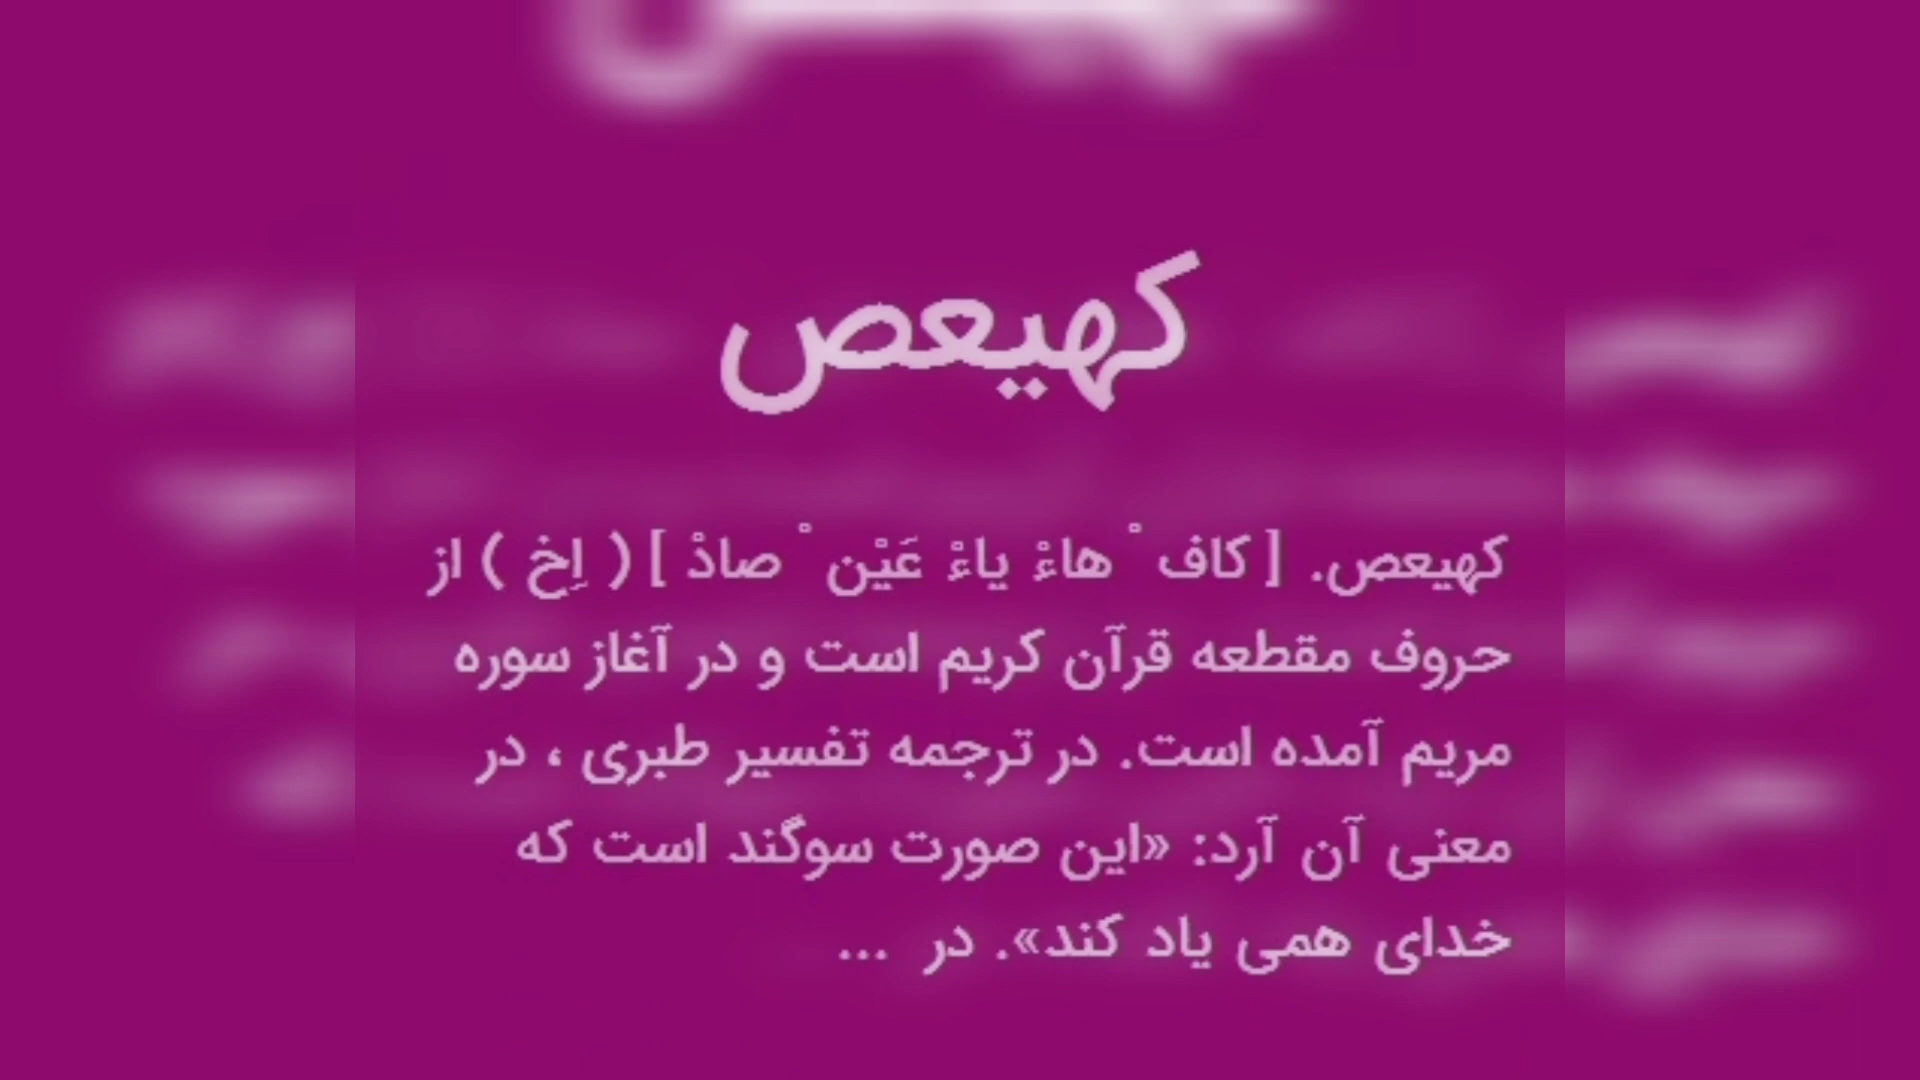 کهیعص
کهیعص. [ کاف ْ هاءْ یاءْ عَیْن ْ صادْ ] ( اِخ ) از
حروف مقطعه قرآن کریم است و در آغاز سوره
مریم آمده است. در ترجمه تفسیر طبری ، در
معنی آن آرد: «این صورت سوگند است که
خدای همی یاد کند». در ...